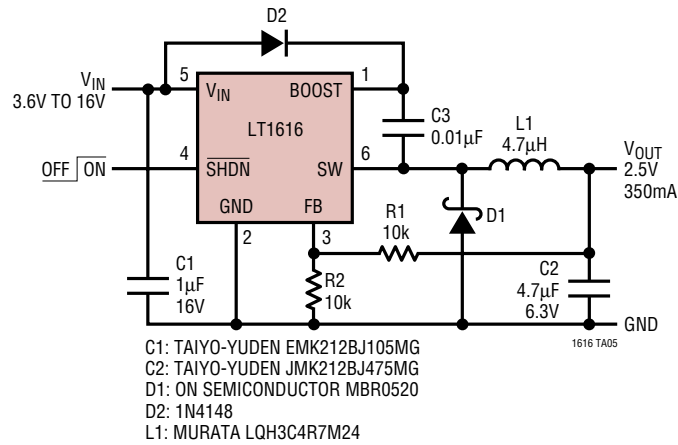 D2
VIN
3.6V TO 16V
5
VIN
BOOST
1
LT1616
C3
0.01µF
L1
4.7µH
VOUT
2.5V
350mA
OFF ON
4
SHDN
SW
6
D1
GND
FB
2
3
R1
10k
C1
1µF
16V
R2
10k
C2
4.7µF
6.3V
GND
1616 TA05
C1: TAIYO-YUDEN EMK212BJ105MG
C2: TAIYO-YUDEN JMK212BJ475MG
D1: ON SEMICONDUCTOR MBR0520
D2: 1N4148
L1: MURATA LQH3C4R7M24